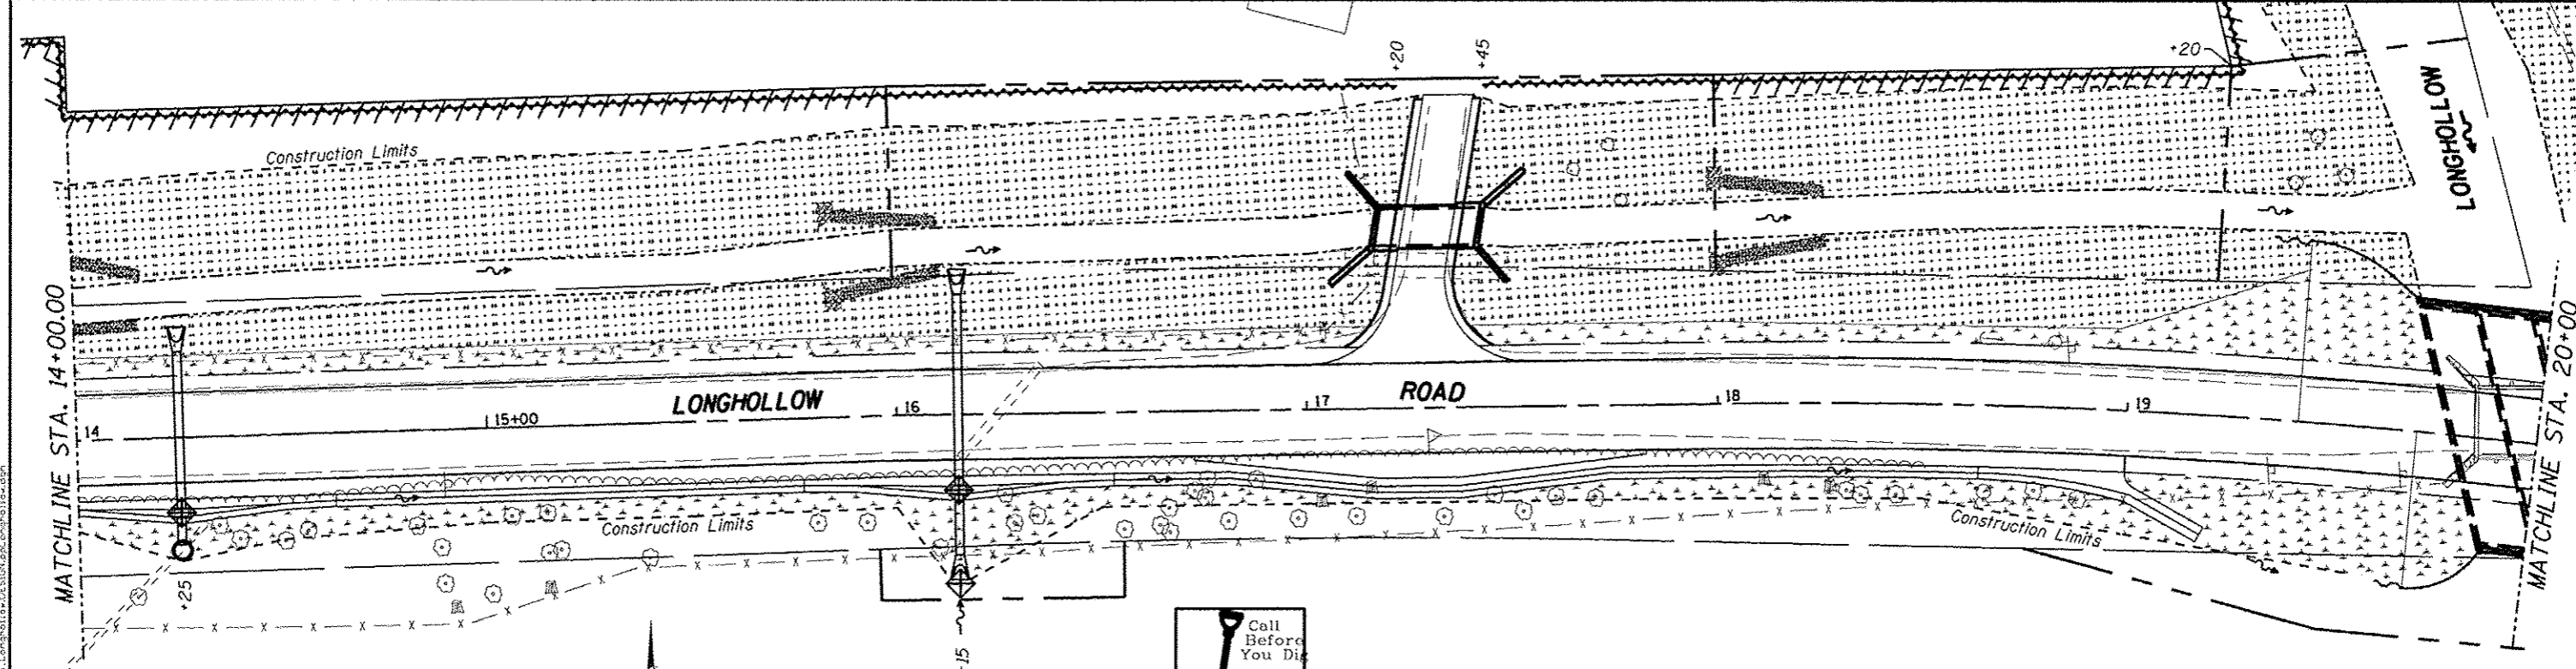 +20
+45
+20
Construction Limits
LONGHOLLOW
MATCHLINE STA. 14+00.00
LONGHOLLOW ROAD
14
15+00
16
17
18
19
MATCHLINE STA. 20+00
Construction Limits
Construction Limits
+25
15
Call
Before
You Dig